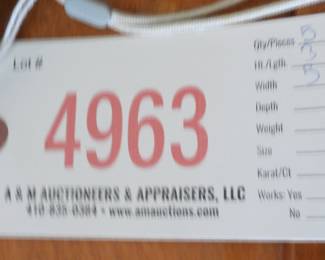 Lot #
4963
A & M AUCTIONEERS & APPRAISERS, LLC
410-835-0384 • www.amauctions.com
Qty/Pieces
Ht./Lgth
Width
Depth
Weight
Size
Karat/Ct
Works: Yes
No